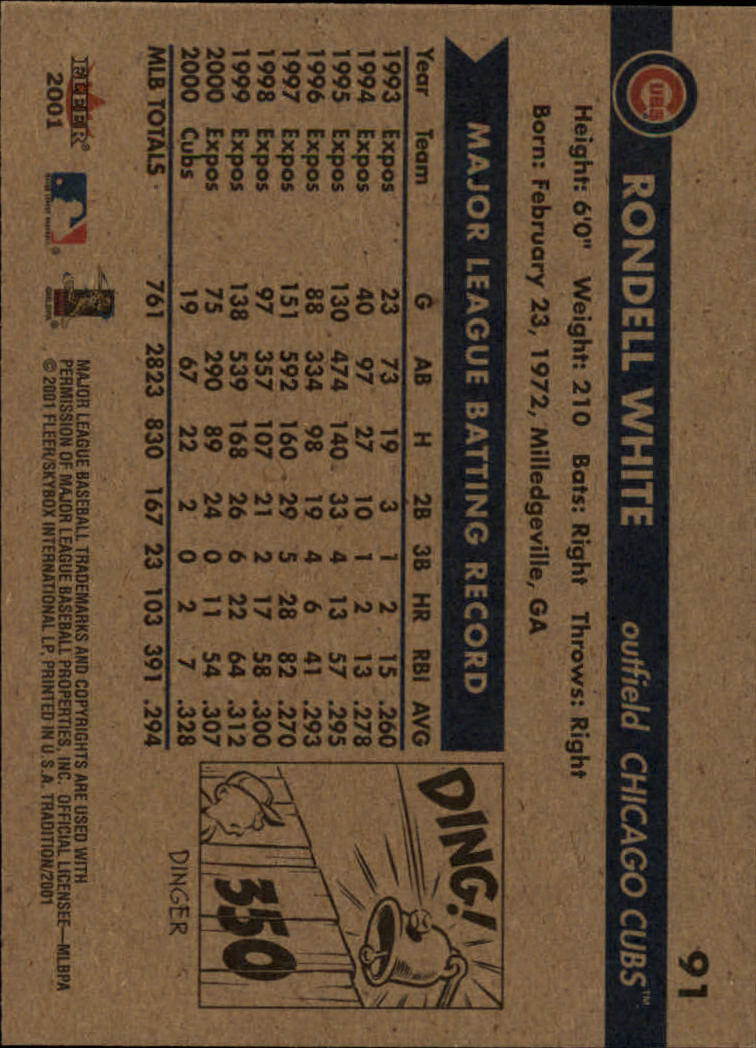 91
CUBS
RONDELL WHITE outfield CHICAGO CUBS™
Height: 6'0" Weight: 210 Bats: Right Throws: Right
Born: February 23, 1972, Milledgeville, GA
MAJOR LEAGUE BATTING RECORD
Year Team G AB H 2B 3B HR RBI AVG
1993 Expos 23 73 19 3 1 2 15 .260
1994 Expos 40 97 27 10 1 2 13 .278
1995 Expos 130 474 140 33 4 13 57 .295
1996 Expos 88 334 98 19 4 6 41 .293
1997 Expos 151 592 160 29 5 28 82 .270
1998 Expos 97 357 107 21 2 17 58 .300
1999 Expos 138 539 168 26 6 22 64 .312
2000 Expos 75 290 89 24 0 11 54 .307
2000 Cubs 19 67 22 2 0 2 7 .328
MLB TOTALS 761 2823 830 167 23 103 391 .294
DING!
350
DINGER
FLEER®
2001
MAJOR LEAGUE BASEBALL TRADEMARKS AND COPYRIGHTS ARE USED WITH
PERMISSION OF MAJOR LEAGUE BASEBALL PROPERTIES, INC. OFFICIAL LICENSEE—MLBPA
© 2001 FLEER/SKYBOX INTERNATIONAL LP, PRINTED IN U.S.A. TRADITION/2001